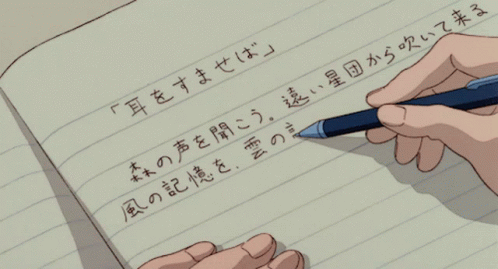 「耳をすませば」
森の声を聞こう。遠い星団から吹いて来る
風の記憶を、雲の